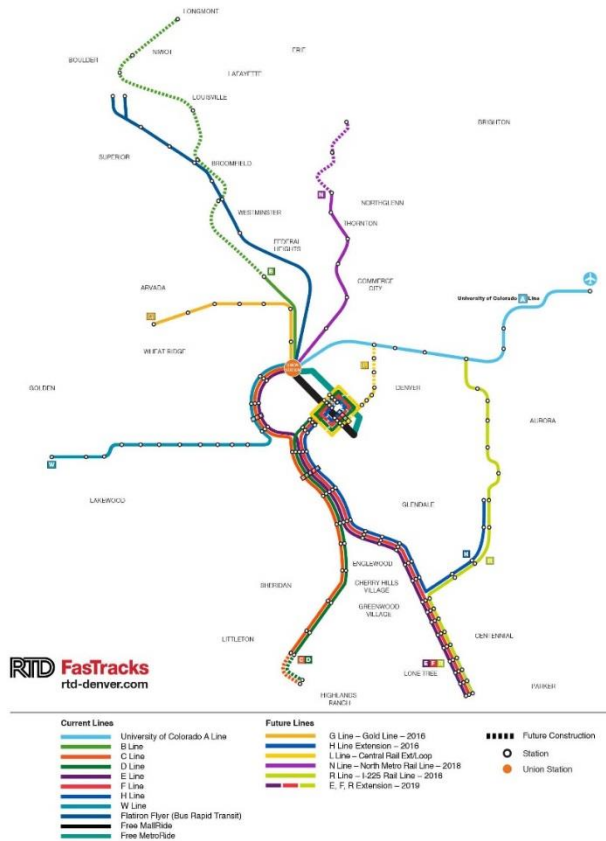 LONGMONT
NIWOT
ERIE
BOULDER
LAFAYETTE
LOUISVILLE
BRIGHTON
SUPERIOR
BROOMFIELD
NORTHGLENN
WESTMINSTER
THORNTON
FEDERAL
HEIGHTS
COMMERCE
CITY
ARVADA
University of Colorado A Line
WHEAT RIDGE
DENVER
GOLDEN
AURORA
W
LAKEWOOD
GLENDALE
ENGLEWOOD
SHERIDAN
CHERRY HILLS
VILLAGE
GREENWOOD
VILLAGE
CENTENNIAL
LITTLETON
C D
E F
LONE TREE
PARKER
HIGHLANDS
RANCH
RTD FasTracks
rtd-denver.com
Current Lines
University of Colorado A Line
B Line
C Line
D Line
E Line
F Line
H Line
W Line
Flatiron Flyer (Bus Rapid Transit)
Free MallRide
Free MetroRide
Future Lines
G Line – Gold Line – 2016
H Line Extension – 2016
L Line – Central Rail Ext/Loop
N Line – North Metro Rail Line – 2018
R Line – I-225 Rail Line – 2016
E, F, R Extension – 2019
Future Construction
Station
Union Station